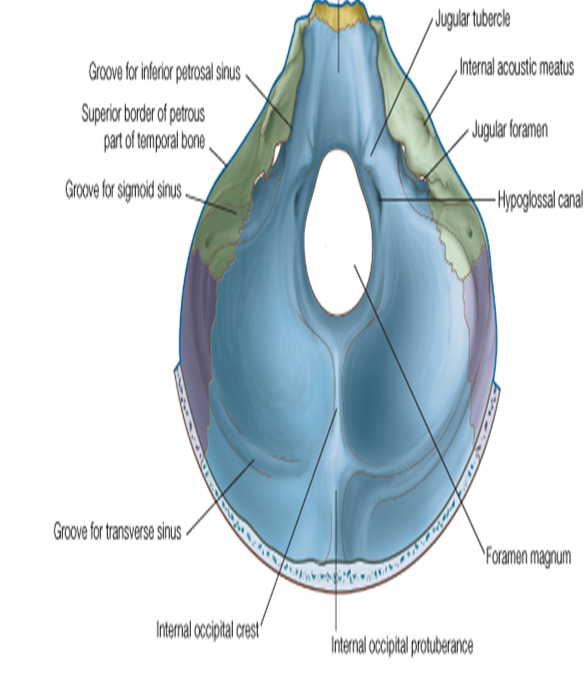 Jugular tubercle
Groove for inferior petrosal sinus
Internal acoustic meatus
Superior border of petrous
part of temporal bone
Jugular foramen
Groove for sigmoid sinus
Hypoglossal canal
Groove for transverse sinus
Foramen magnum
Internal occipital crest
Internal occipital protuberance